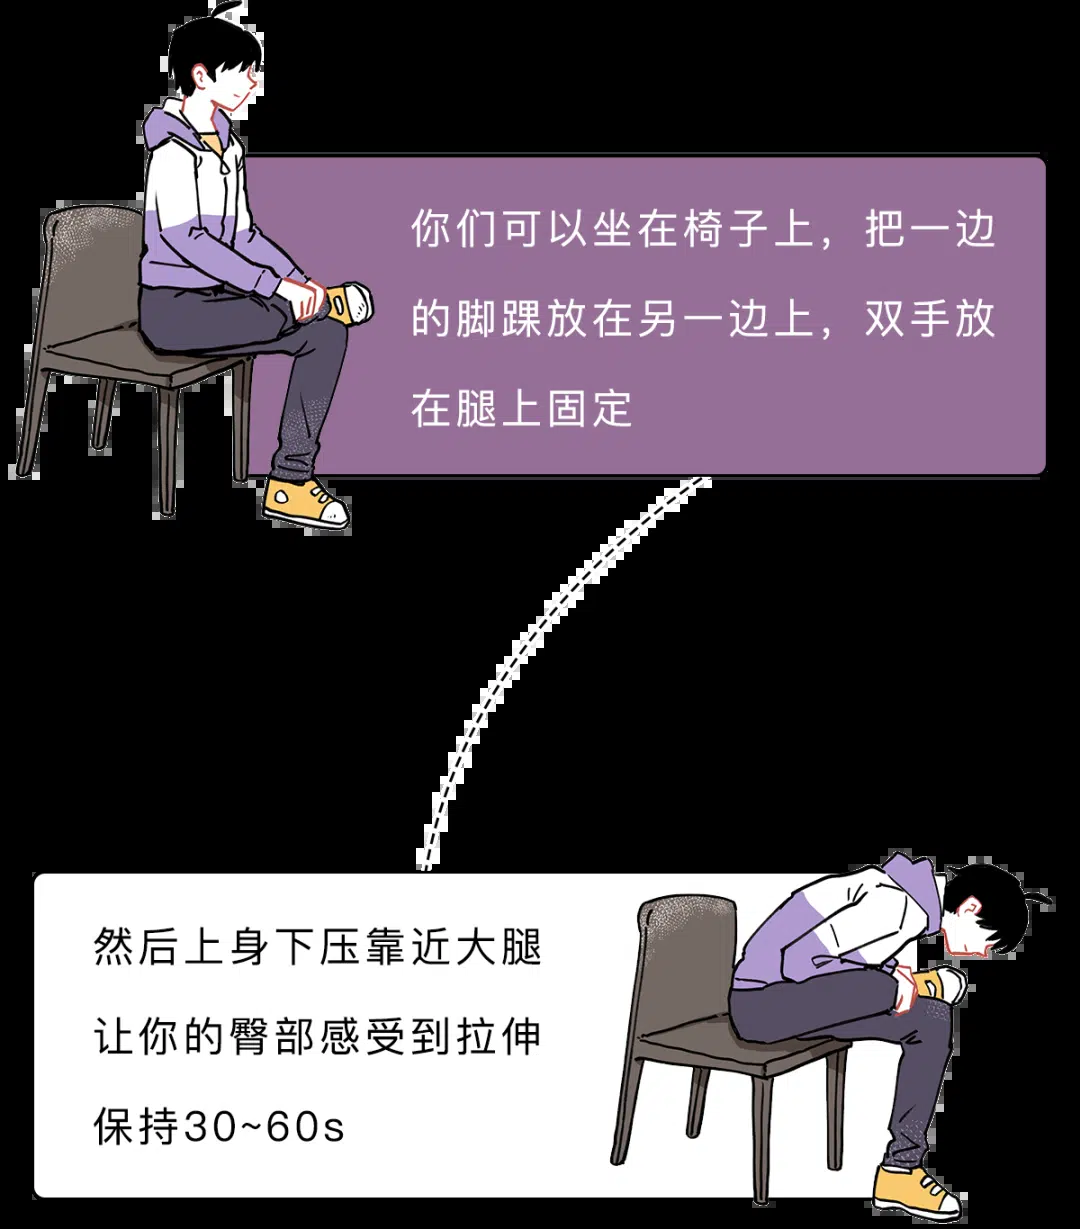 你们可以坐在椅子上，把一边
的脚踝放在另一边上，双手放
在腿上固定
然后上身下压靠近大腿
让你的臀部感受到拉伸
保持30~60s